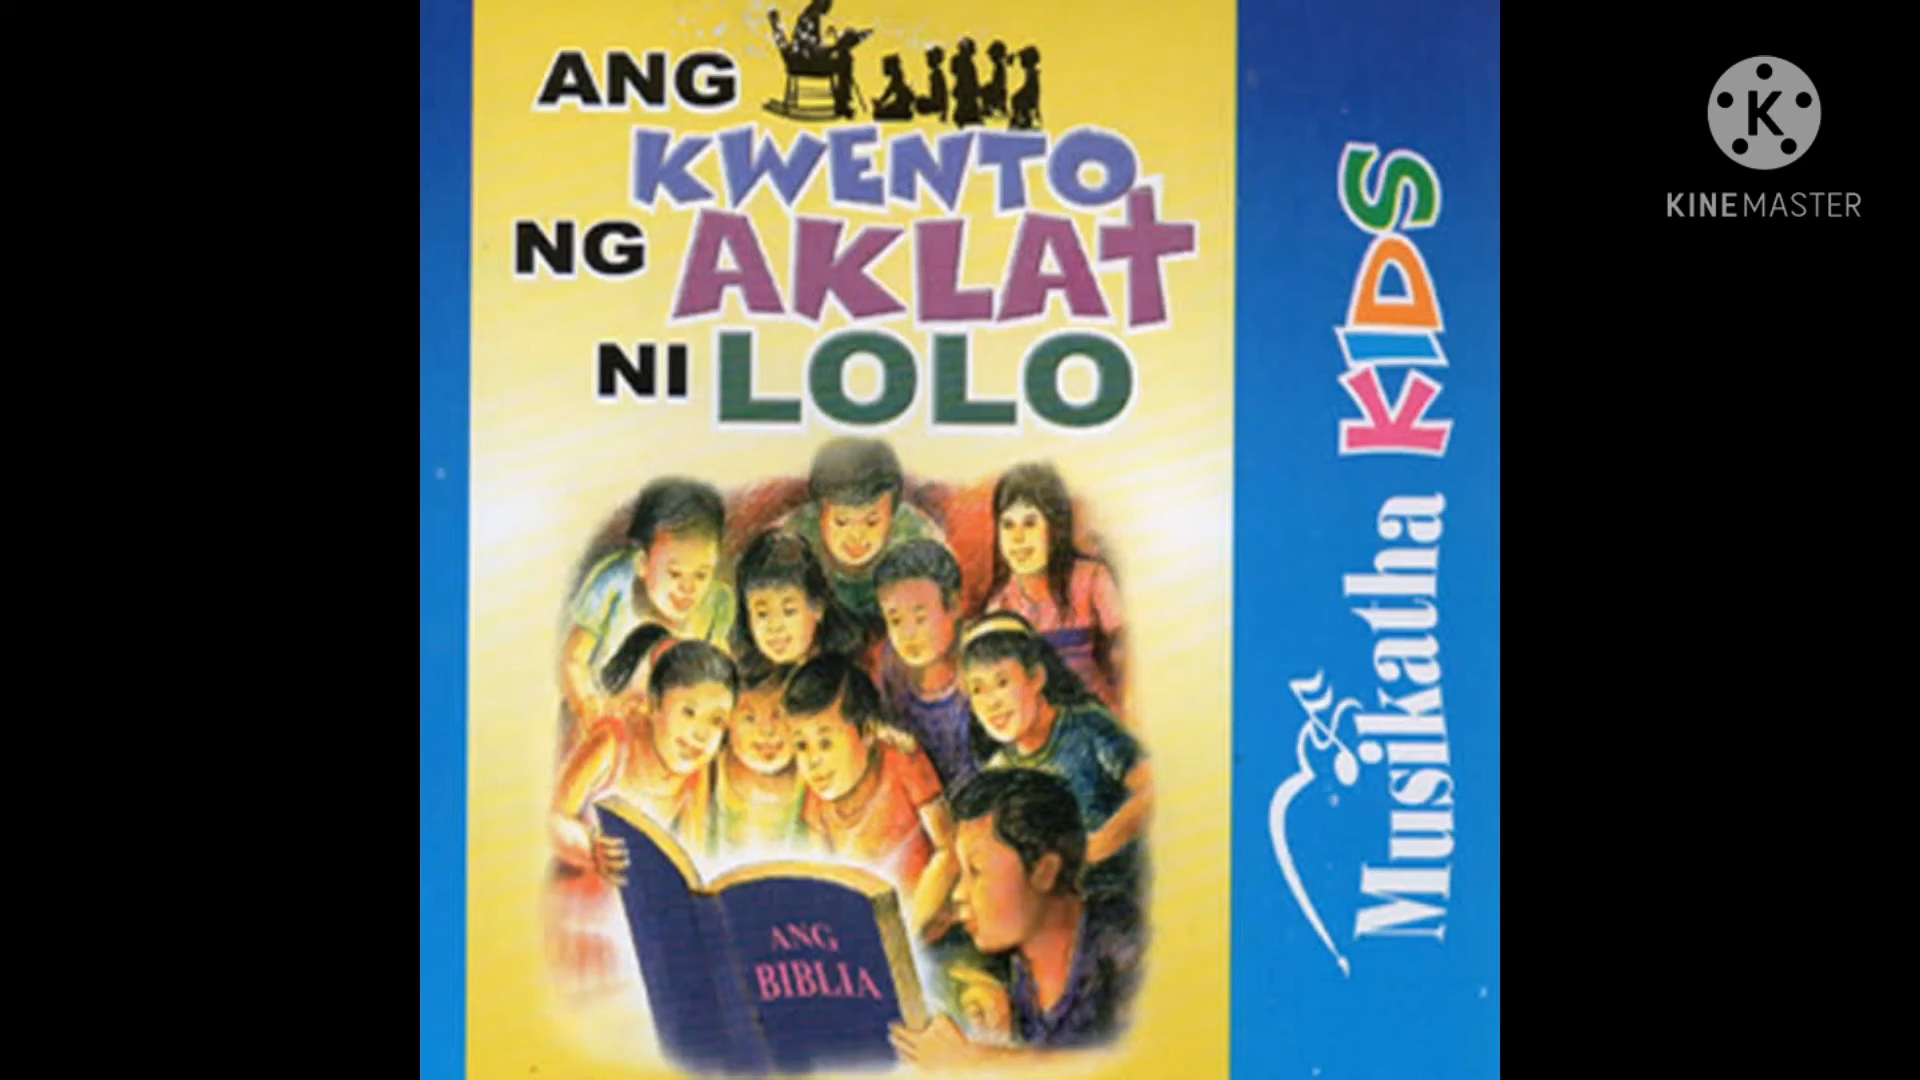 ANG
KWENTO
NG AKLAT
NI LOLO
ANG
BIBLIA
Musikatha KIDS
K
KINEMASTER